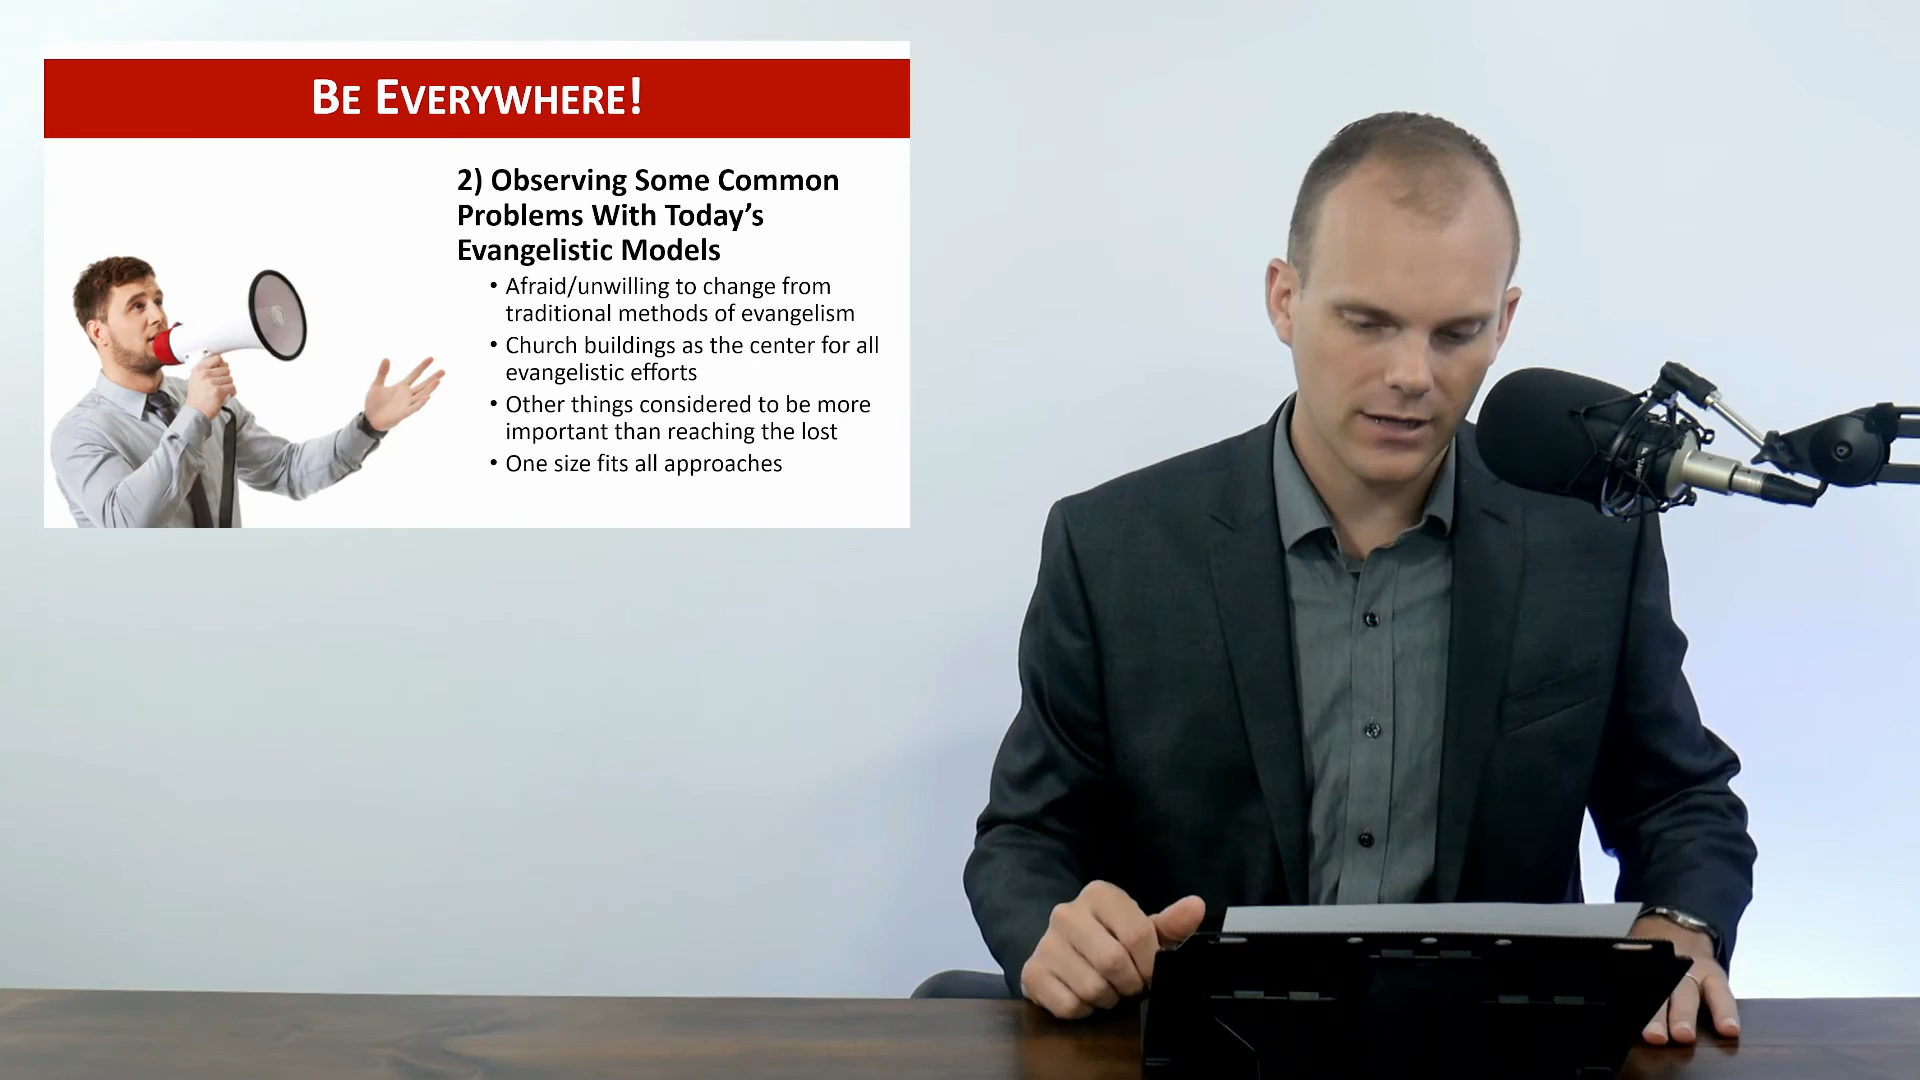 BE EVERYWHERE!
2) Observing Some Common
Problems With Today’s
Evangelistic Models
• Afraid/unwilling to change from
traditional methods of evangelism
• Church buildings as the center for all
evangelistic efforts
• Other things considered to be more
important than reaching the lost
• One size fits all approaches